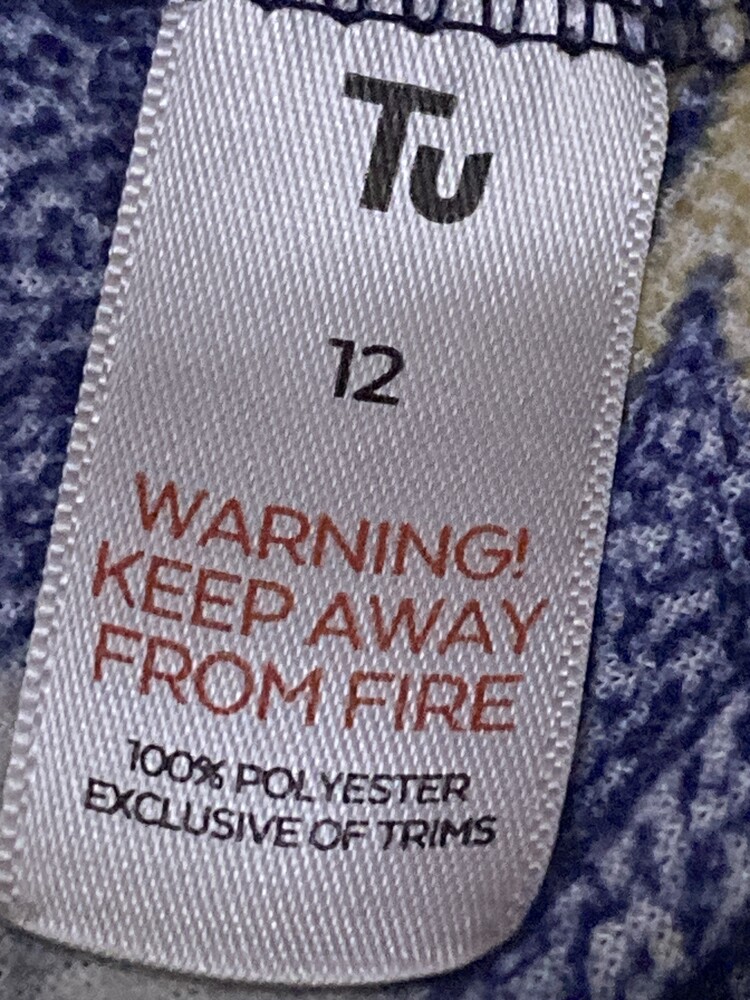 Tu
12
WARNING!
KEEP AWAY
FROM FIRE
100% POLYESTER
EXCLUSIVE OF TRIMS